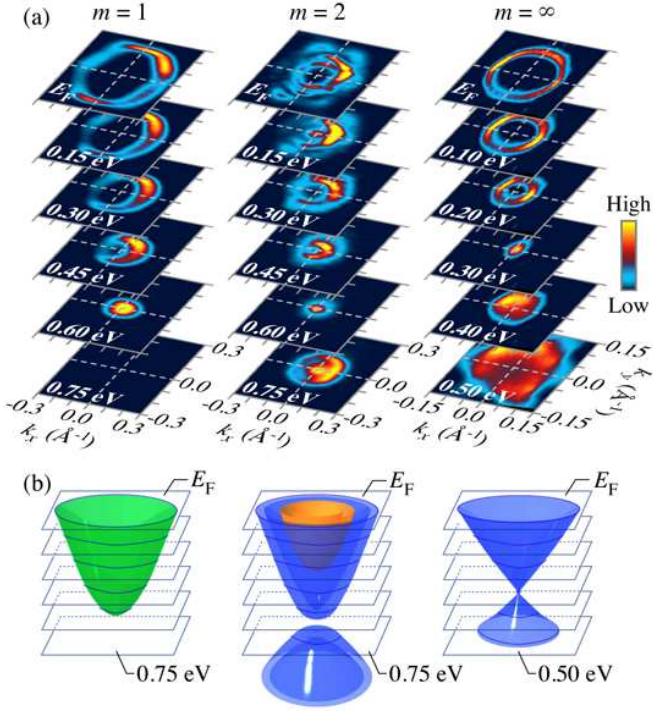 m = 1 m = 2 m = ∞
(a)
E_F E_F E_F
0.15 eV 0.15 eV 0.10 eV
0.30 eV 0.30 eV 0.20 eV
High
0.45 eV 0.45 eV 0.30 eV
Low
0.60 eV 0.60 eV 0.40 eV
0.75 eV 0.75 eV 0.50 eV
0.3 0.3 0.15
0.0 0.0 0.0
-0.3 -0.3 -0.15
k_y (Å⁻¹)
-0.3 0.0 0.3 -0.3 0.0 0.3 -0.15 0.0 0.15
k_x (Å⁻¹) k_x (Å⁻¹) k_x (Å⁻¹)
(b)
E_F E_F E_F
0.75 eV 0.75 eV 0.50 eV